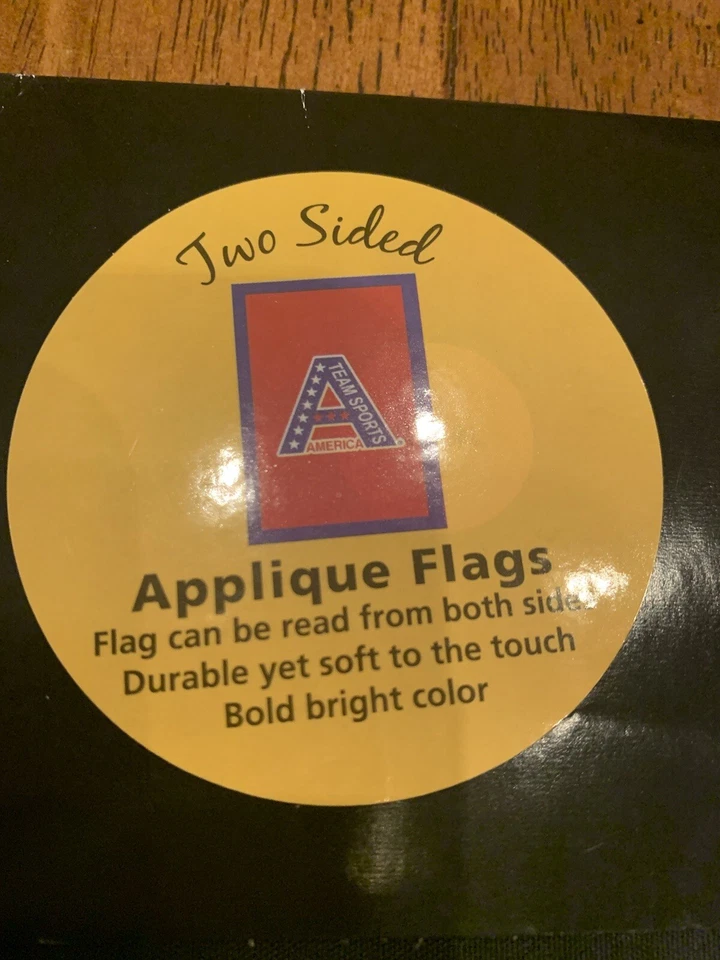 Two Sided
TEAM SPORTS
AMERICA
Applique Flags
Flag can be read from both sides
Durable yet soft to the touch
Bold bright color